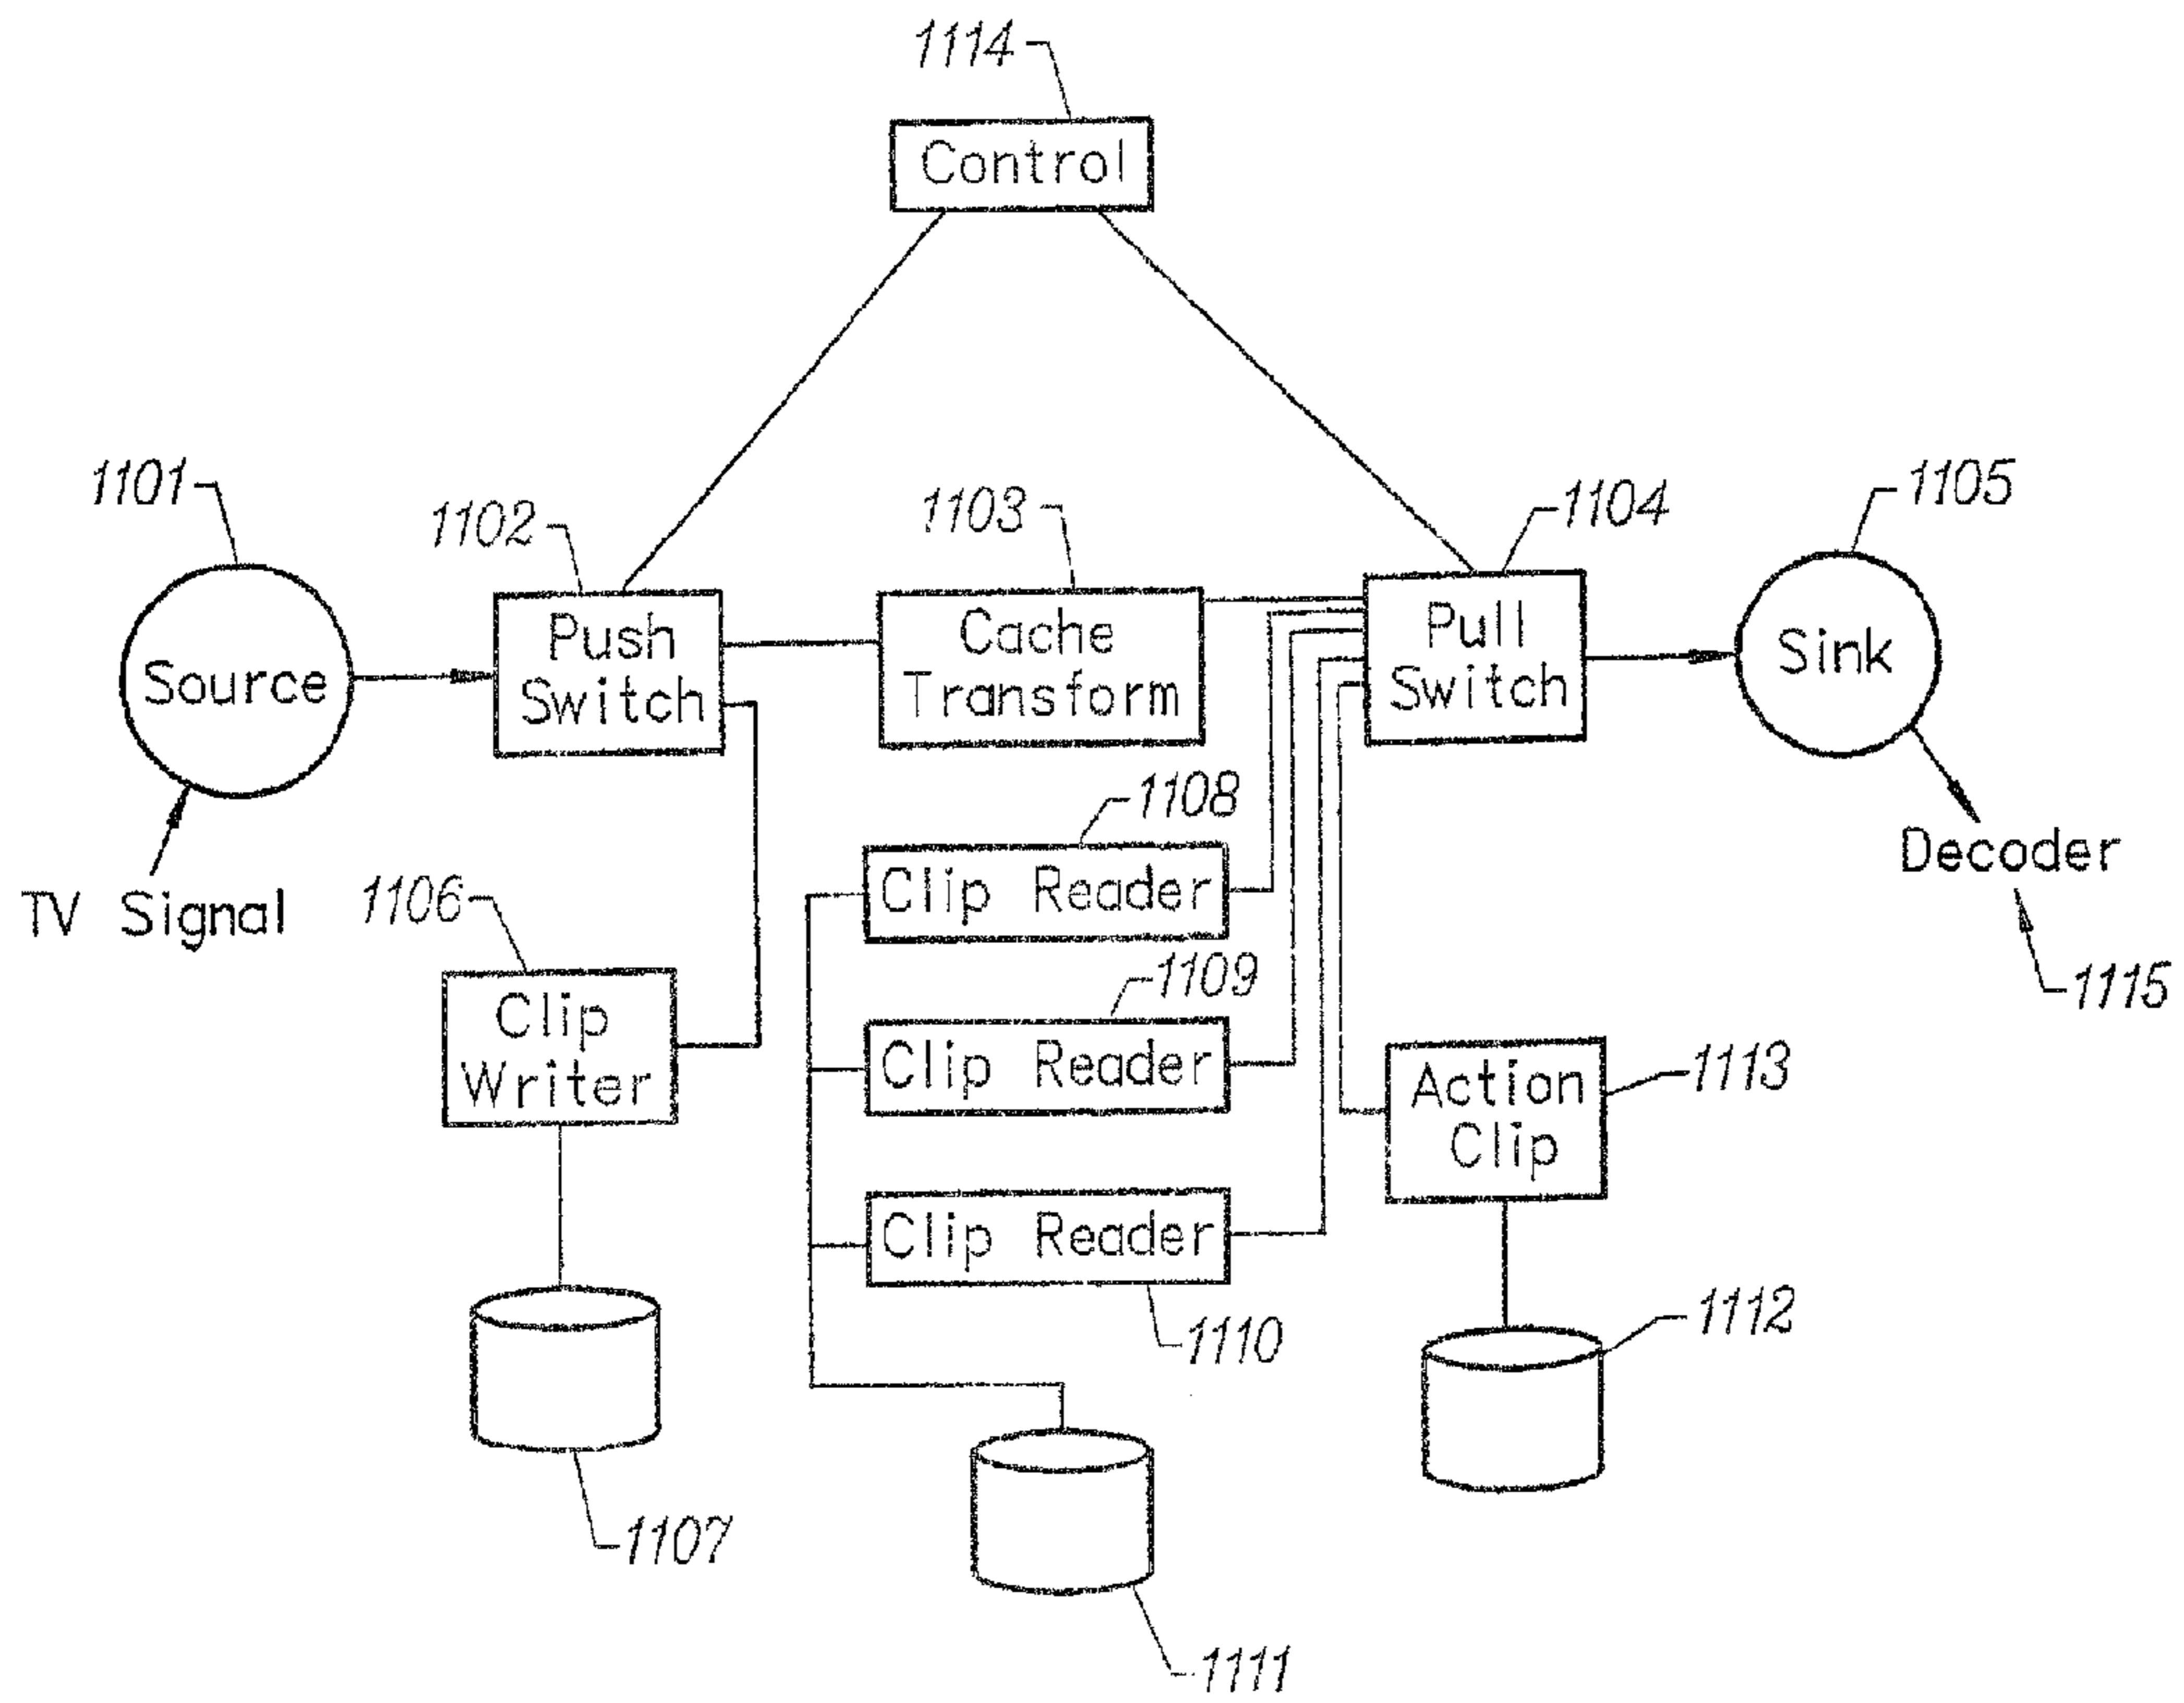 1114
Control
1101
1102
1103
1104
1105
Source
Push
Switch
Cache
Transform
Pull
Switch
Sink
TV Signal
Decoder
1115
1106
Clip
Writer
1107
1108
Clip Reader
1109
Clip Reader
Clip Reader
1110
1111
Action
Clip
1113
1112